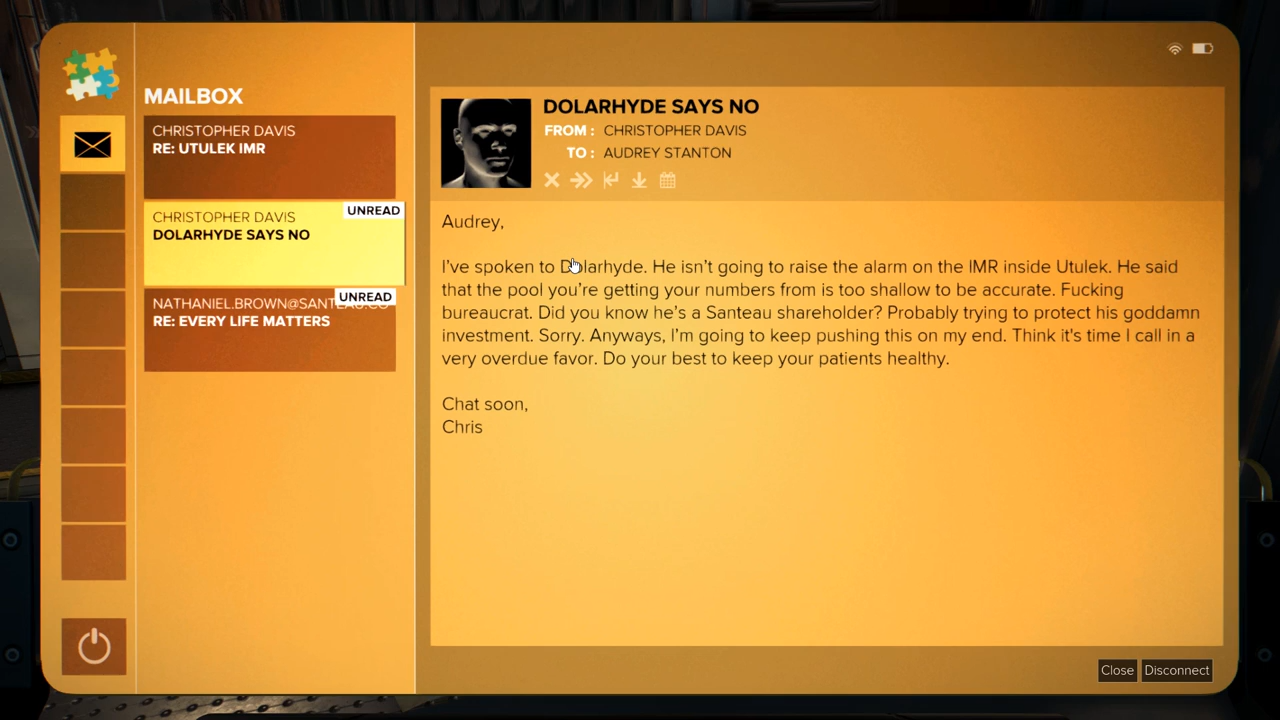 MAILBOX
CHRISTOPHER DAVIS
RE: UTULEK IMR
UNREAD
CHRISTOPHER DAVIS
DOLARHYDE SAYS NO
UNREAD
NATHANIEL.BROWN@SANTEAU.CO
RE: EVERY LIFE MATTERS
DOLARHYDE SAYS NO
FROM : CHRISTOPHER DAVIS
TO : AUDREY STANTON
Audrey,
I've spoken to Dolarhyde. He isn't going to raise the alarm on the IMR inside Utulek. He said
that the pool you're getting your numbers from is too shallow to be accurate. Fucking
bureaucrat. Did you know he's a Santeau shareholder? Probably trying to protect his goddamn
investment. Sorry. Anyways, I'm going to keep pushing this on my end. Think it's time I call in a
very overdue favor. Do your best to keep your patients healthy.
Chat soon,
Chris
Close
Disconnect